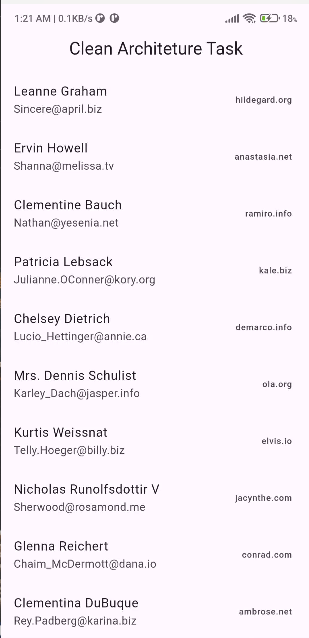 1:21 AM | 0.1KB/s
18%
Clean Architeture Task
Leanne Graham
Sincere@april.biz
hildegard.org
Ervin Howell
Shanna@melissa.tv
anastasia.net
Clementine Bauch
Nathan@yesenia.net
ramiro.info
Patricia Lebsack
Julianne.OConner@kory.org
kale.biz
Chelsey Dietrich
Lucio_Hettinger@annie.ca
demarco.info
Mrs. Dennis Schulist
Karley_Dach@jasper.info
ola.org
Kurtis Weissnat
Telly.Hoeger@billy.biz
elvis.io
Nicholas Runolfsdottir V
Sherwood@rosamond.me
jacynthe.com
Glenna Reichert
Chaim_McDermott@dana.io
conrad.com
Clementina DuBuque
Rey.Padberg@karina.biz
ambrose.net